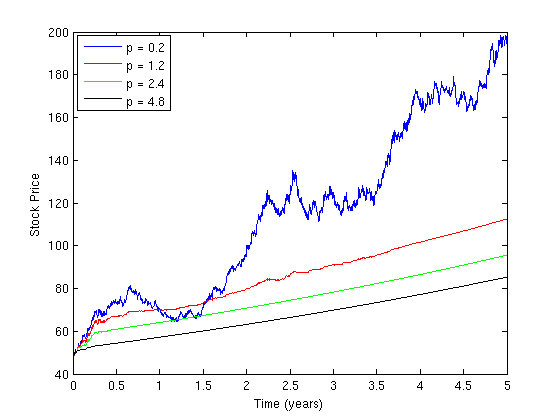 200
180
160
140
120
100
80
60
40
Stock Price
p = 0.2
p = 1.2
p = 2.4
p = 4.8
0 0.5 1 1.5 2 2.5 3 3.5 4 4.5 5
Time (years)